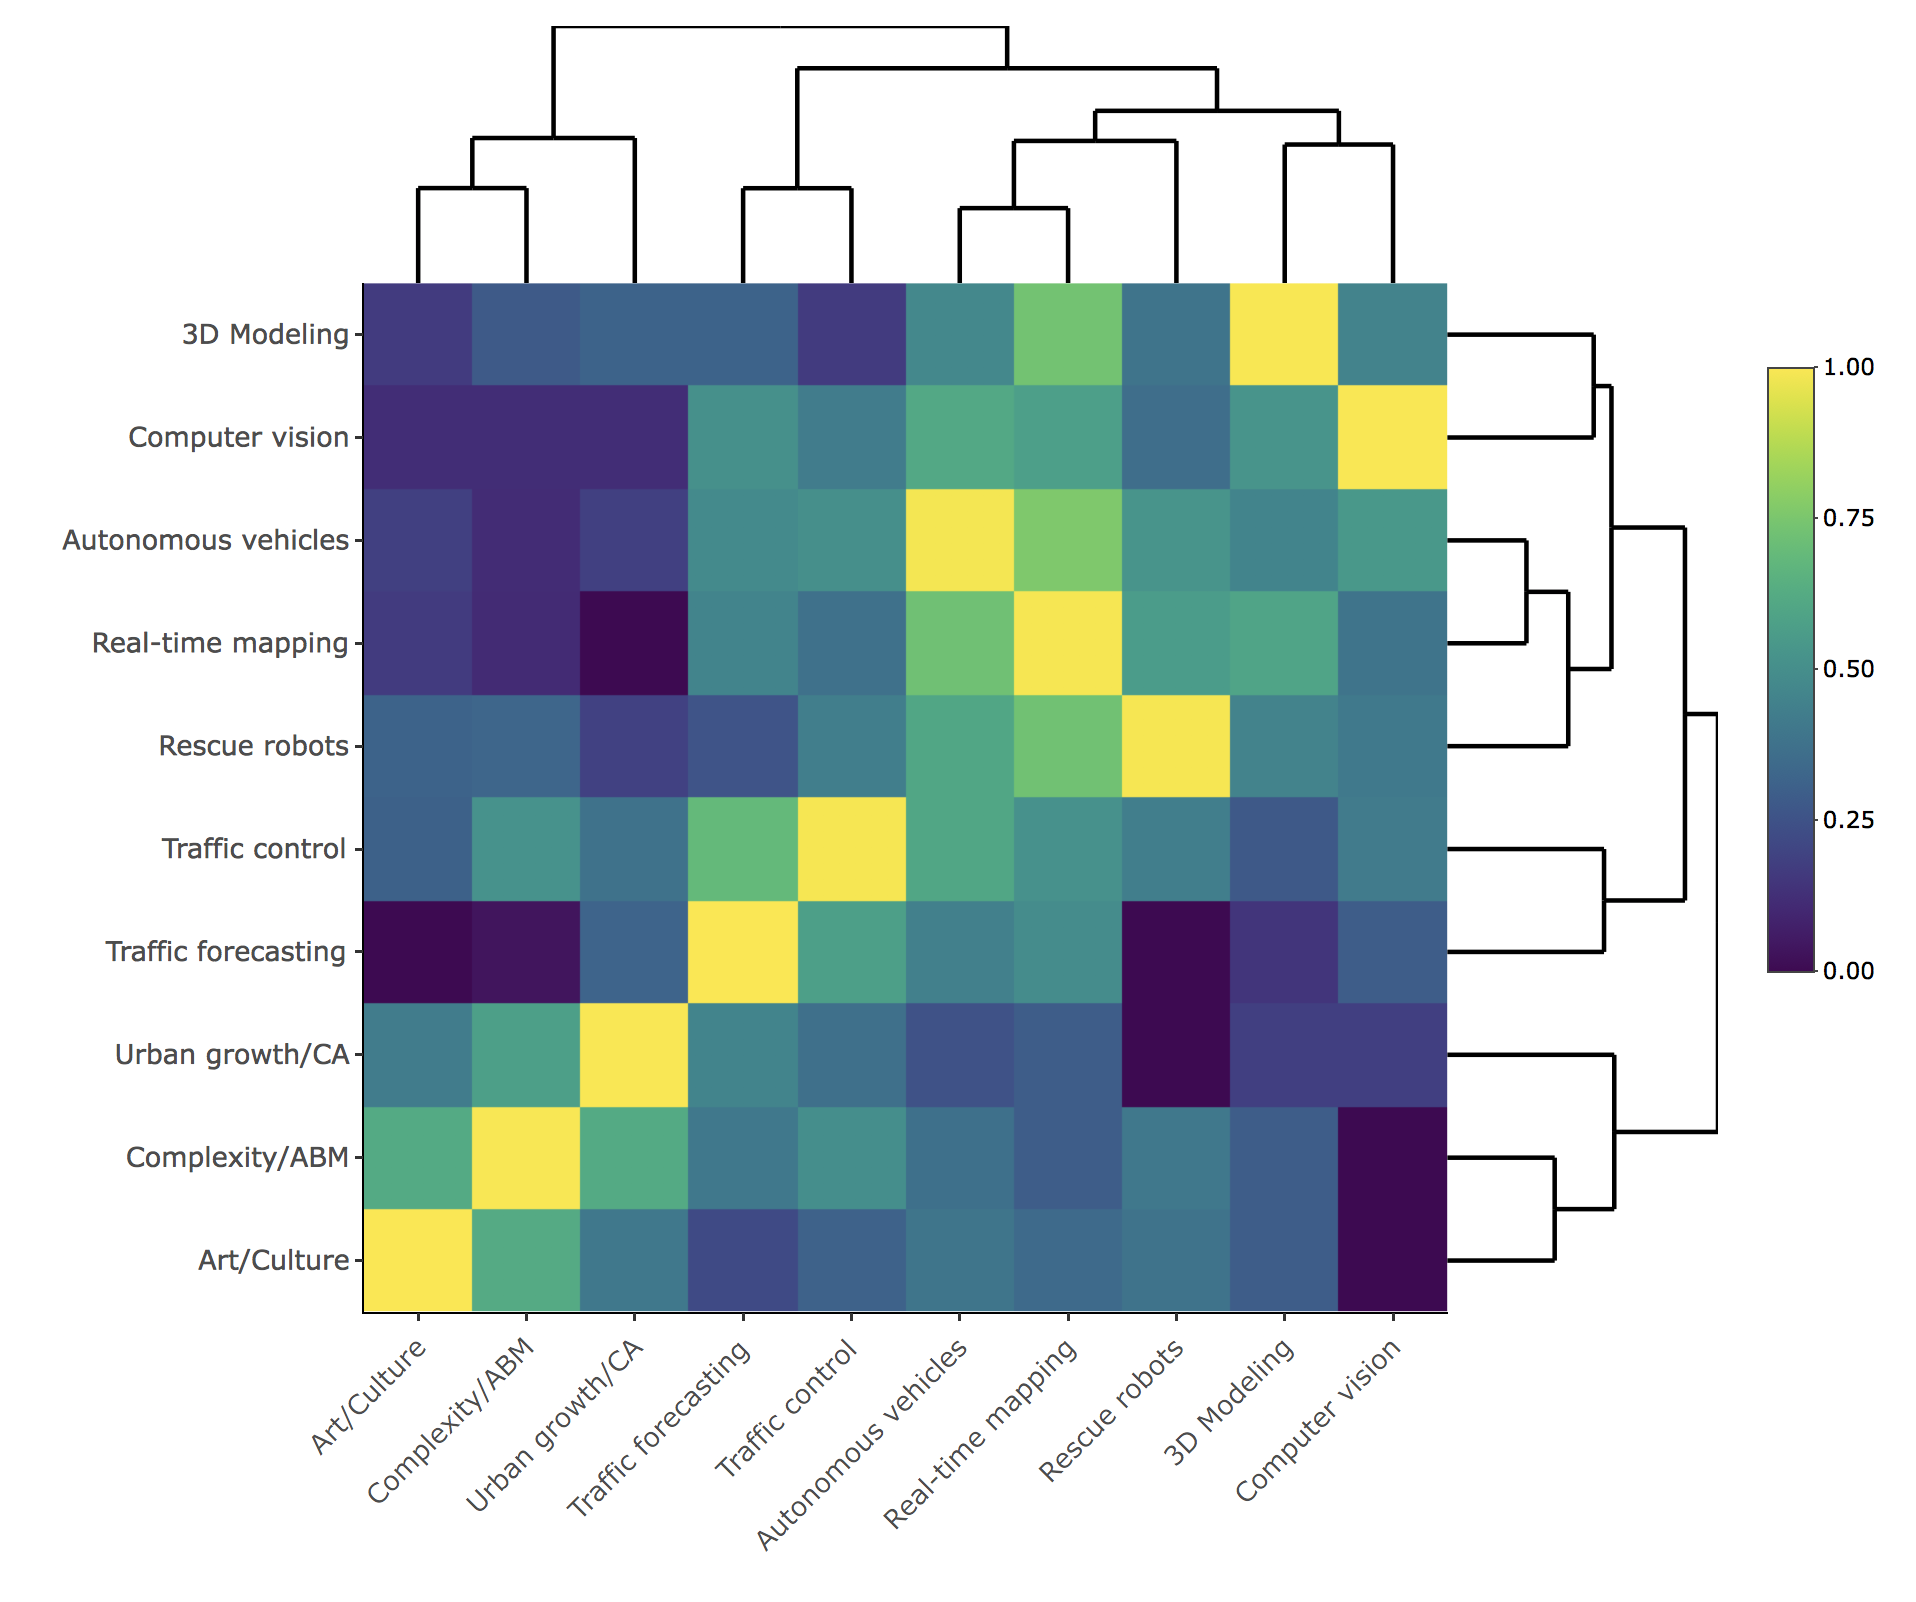 3D Modeling
Computer vision
Autonomous vehicles
Real-time mapping
Rescue robots
Traffic control
Traffic forecasting
Urban growth/CA
Complexity/ABM
Art/Culture
1.00
0.75
0.50
0.25
0.00
Art/Culture
Complexity/ABM
Urban growth/CA
Traffic forecasting
Traffic control
Autonomous vehicles
Real-time mapping
Rescue robots
3D Modeling
Computer vision